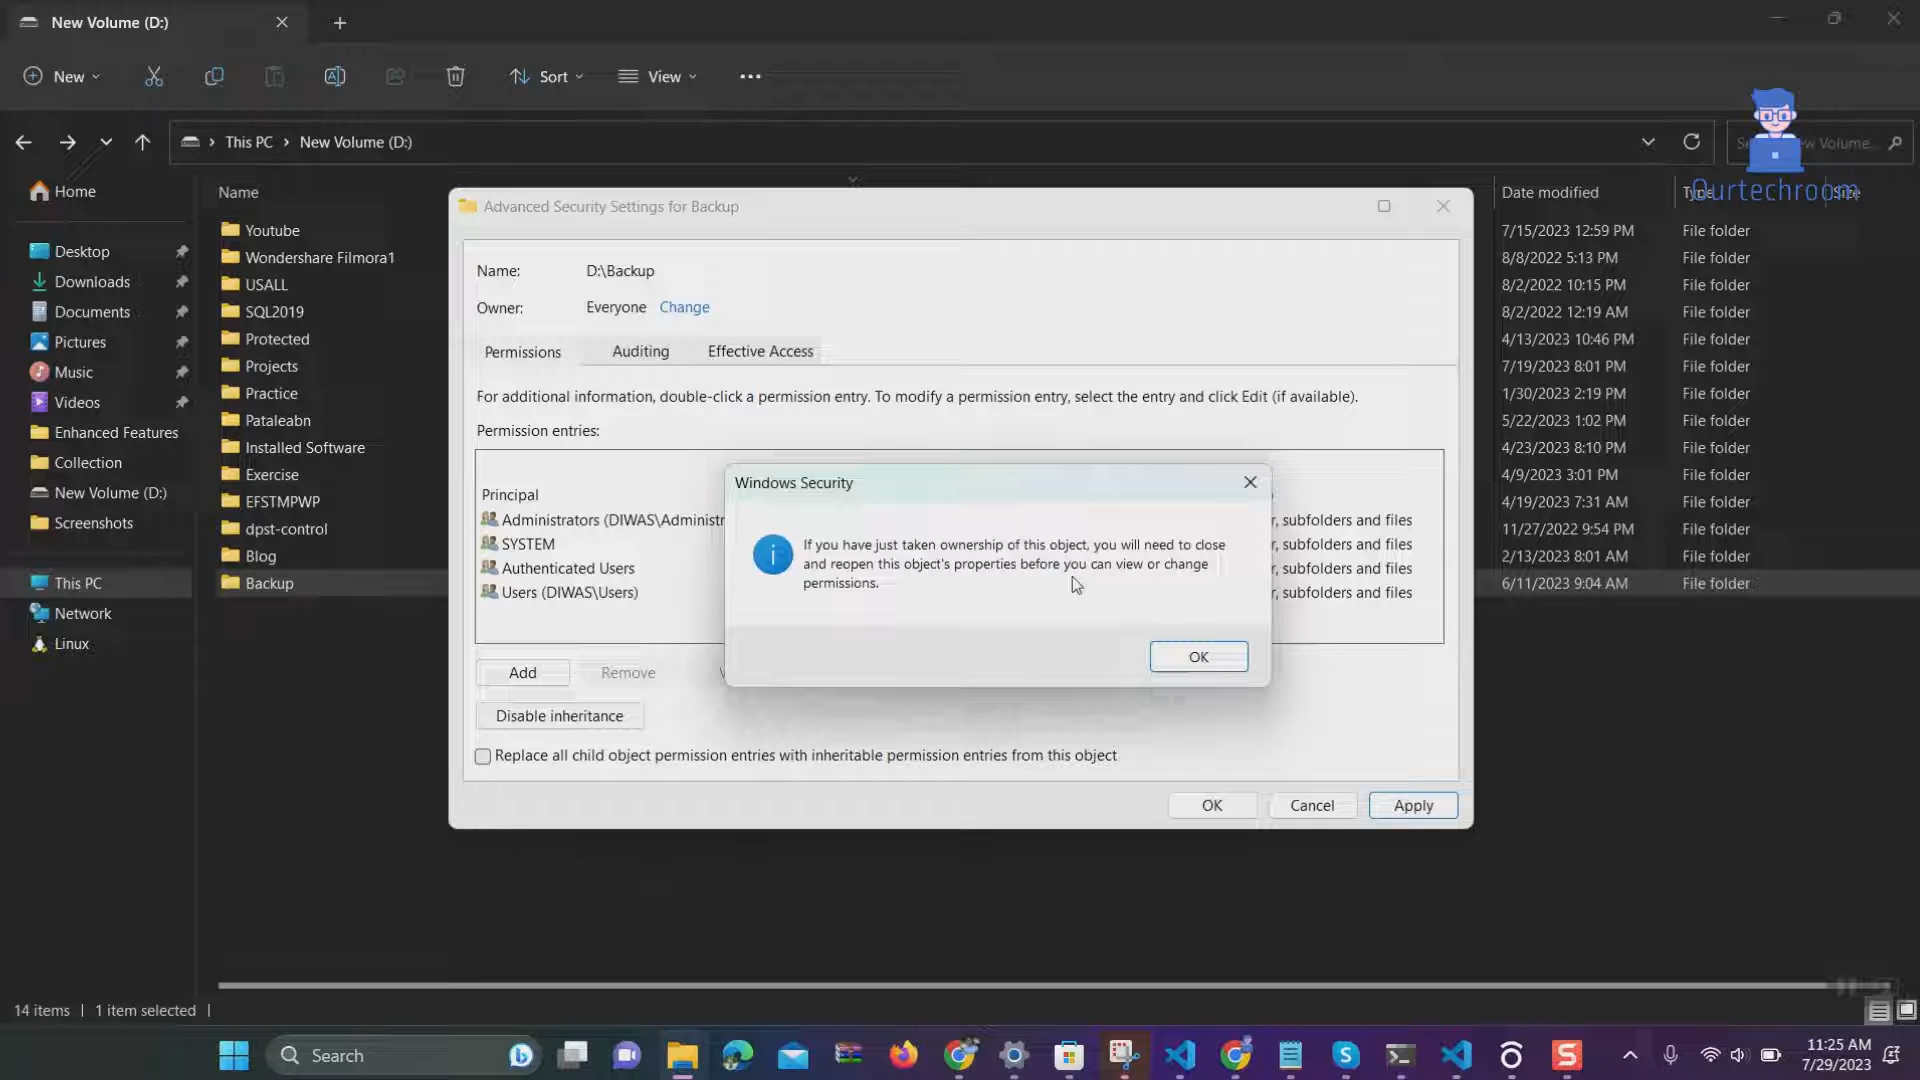 New Volume (D:)
New
Sort
View
This PC
New Volume (D:)
w Volume...
Ourtechroom
Home
Desktop
Downloads
Documents
Pictures
Music
Videos
Enhanced Features
Collection
New Volume (D:)
Screenshots
This PC
Network
Linux
Name
Date modified
Type
Size
Youtube
7/15/2023 12:59 PM
File folder
Wondershare Filmora1
8/8/2022 5:13 PM
File folder
USALL
8/2/2022 10:15 PM
File folder
SQL2019
8/2/2022 12:19 AM
File folder
Protected
4/13/2023 10:46 PM
File folder
Projects
7/19/2023 8:01 PM
File folder
Practice
1/30/2023 2:19 PM
File folder
Pataleabn
5/22/2023 1:02 PM
File folder
Installed Software
4/23/2023 8:10 PM
File folder
Exercise
4/9/2023 3:01 PM
File folder
EFSTMPWP
4/19/2023 7:31 AM
File folder
dpst-control
11/27/2022 9:54 PM
File folder
Blog
2/13/2023 8:01 AM
File folder
Backup
6/11/2023 9:04 AM
File folder
Advanced Security Settings for Backup
Name: D:\Backup
Owner: Everyone Change
Permissions Auditing Effective Access
For additional information, double-click a permission entry. To modify a permission entry, select the entry and click Edit (if available).
Permission entries:
Principal
Administrators (DIWAS\Administr
r, subfolders and files
SYSTEM
r, subfolders and files
Authenticated Users
r, subfolders and files
Users (DIWAS\Users)
r, subfolders and files
Windows Security
If you have just taken ownership of this object, you will need to close
and reopen this object's properties before you can view or change
permissions.
OK
Add Remove
Disable inheritance
Replace all child object permission entries with inheritable permission entries from this object
OK Cancel Apply
14 items | 1 item selected |
Search
11:25 AM
7/29/2023